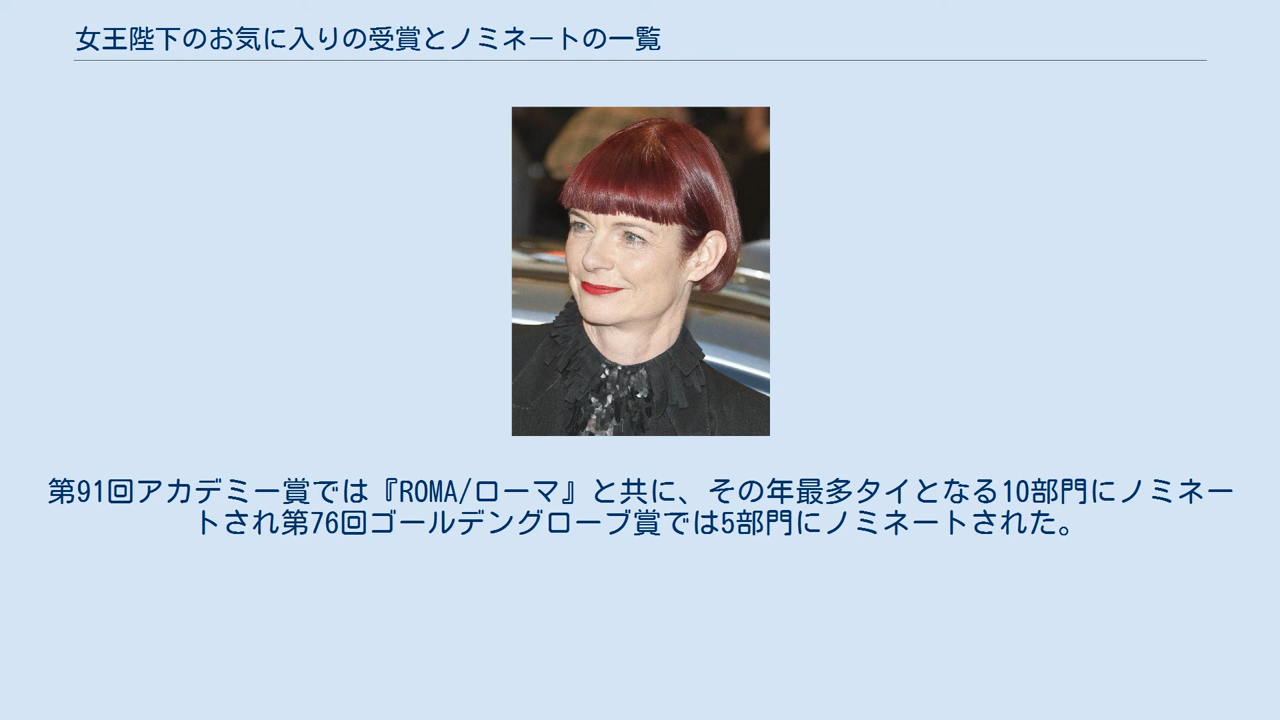 女王陛下のお気に入りの受賞とノミネートの一覧
第91回アカデミー賞では『ROMA/ローマ』と共に、その年最多タイとなる10部門にノミネー
トされ第76回ゴールデングローブ賞では5部門にノミネートされた。